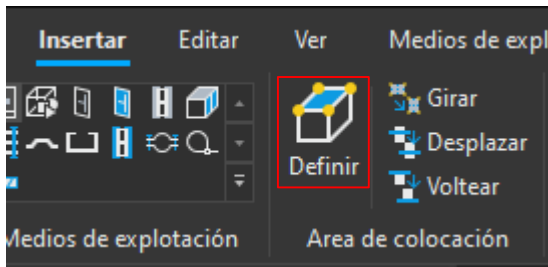 Insertar Editar Ver Medios de expl
Girar
Desplazar
Definir
Voltear
Medios de explotación Area de colocación